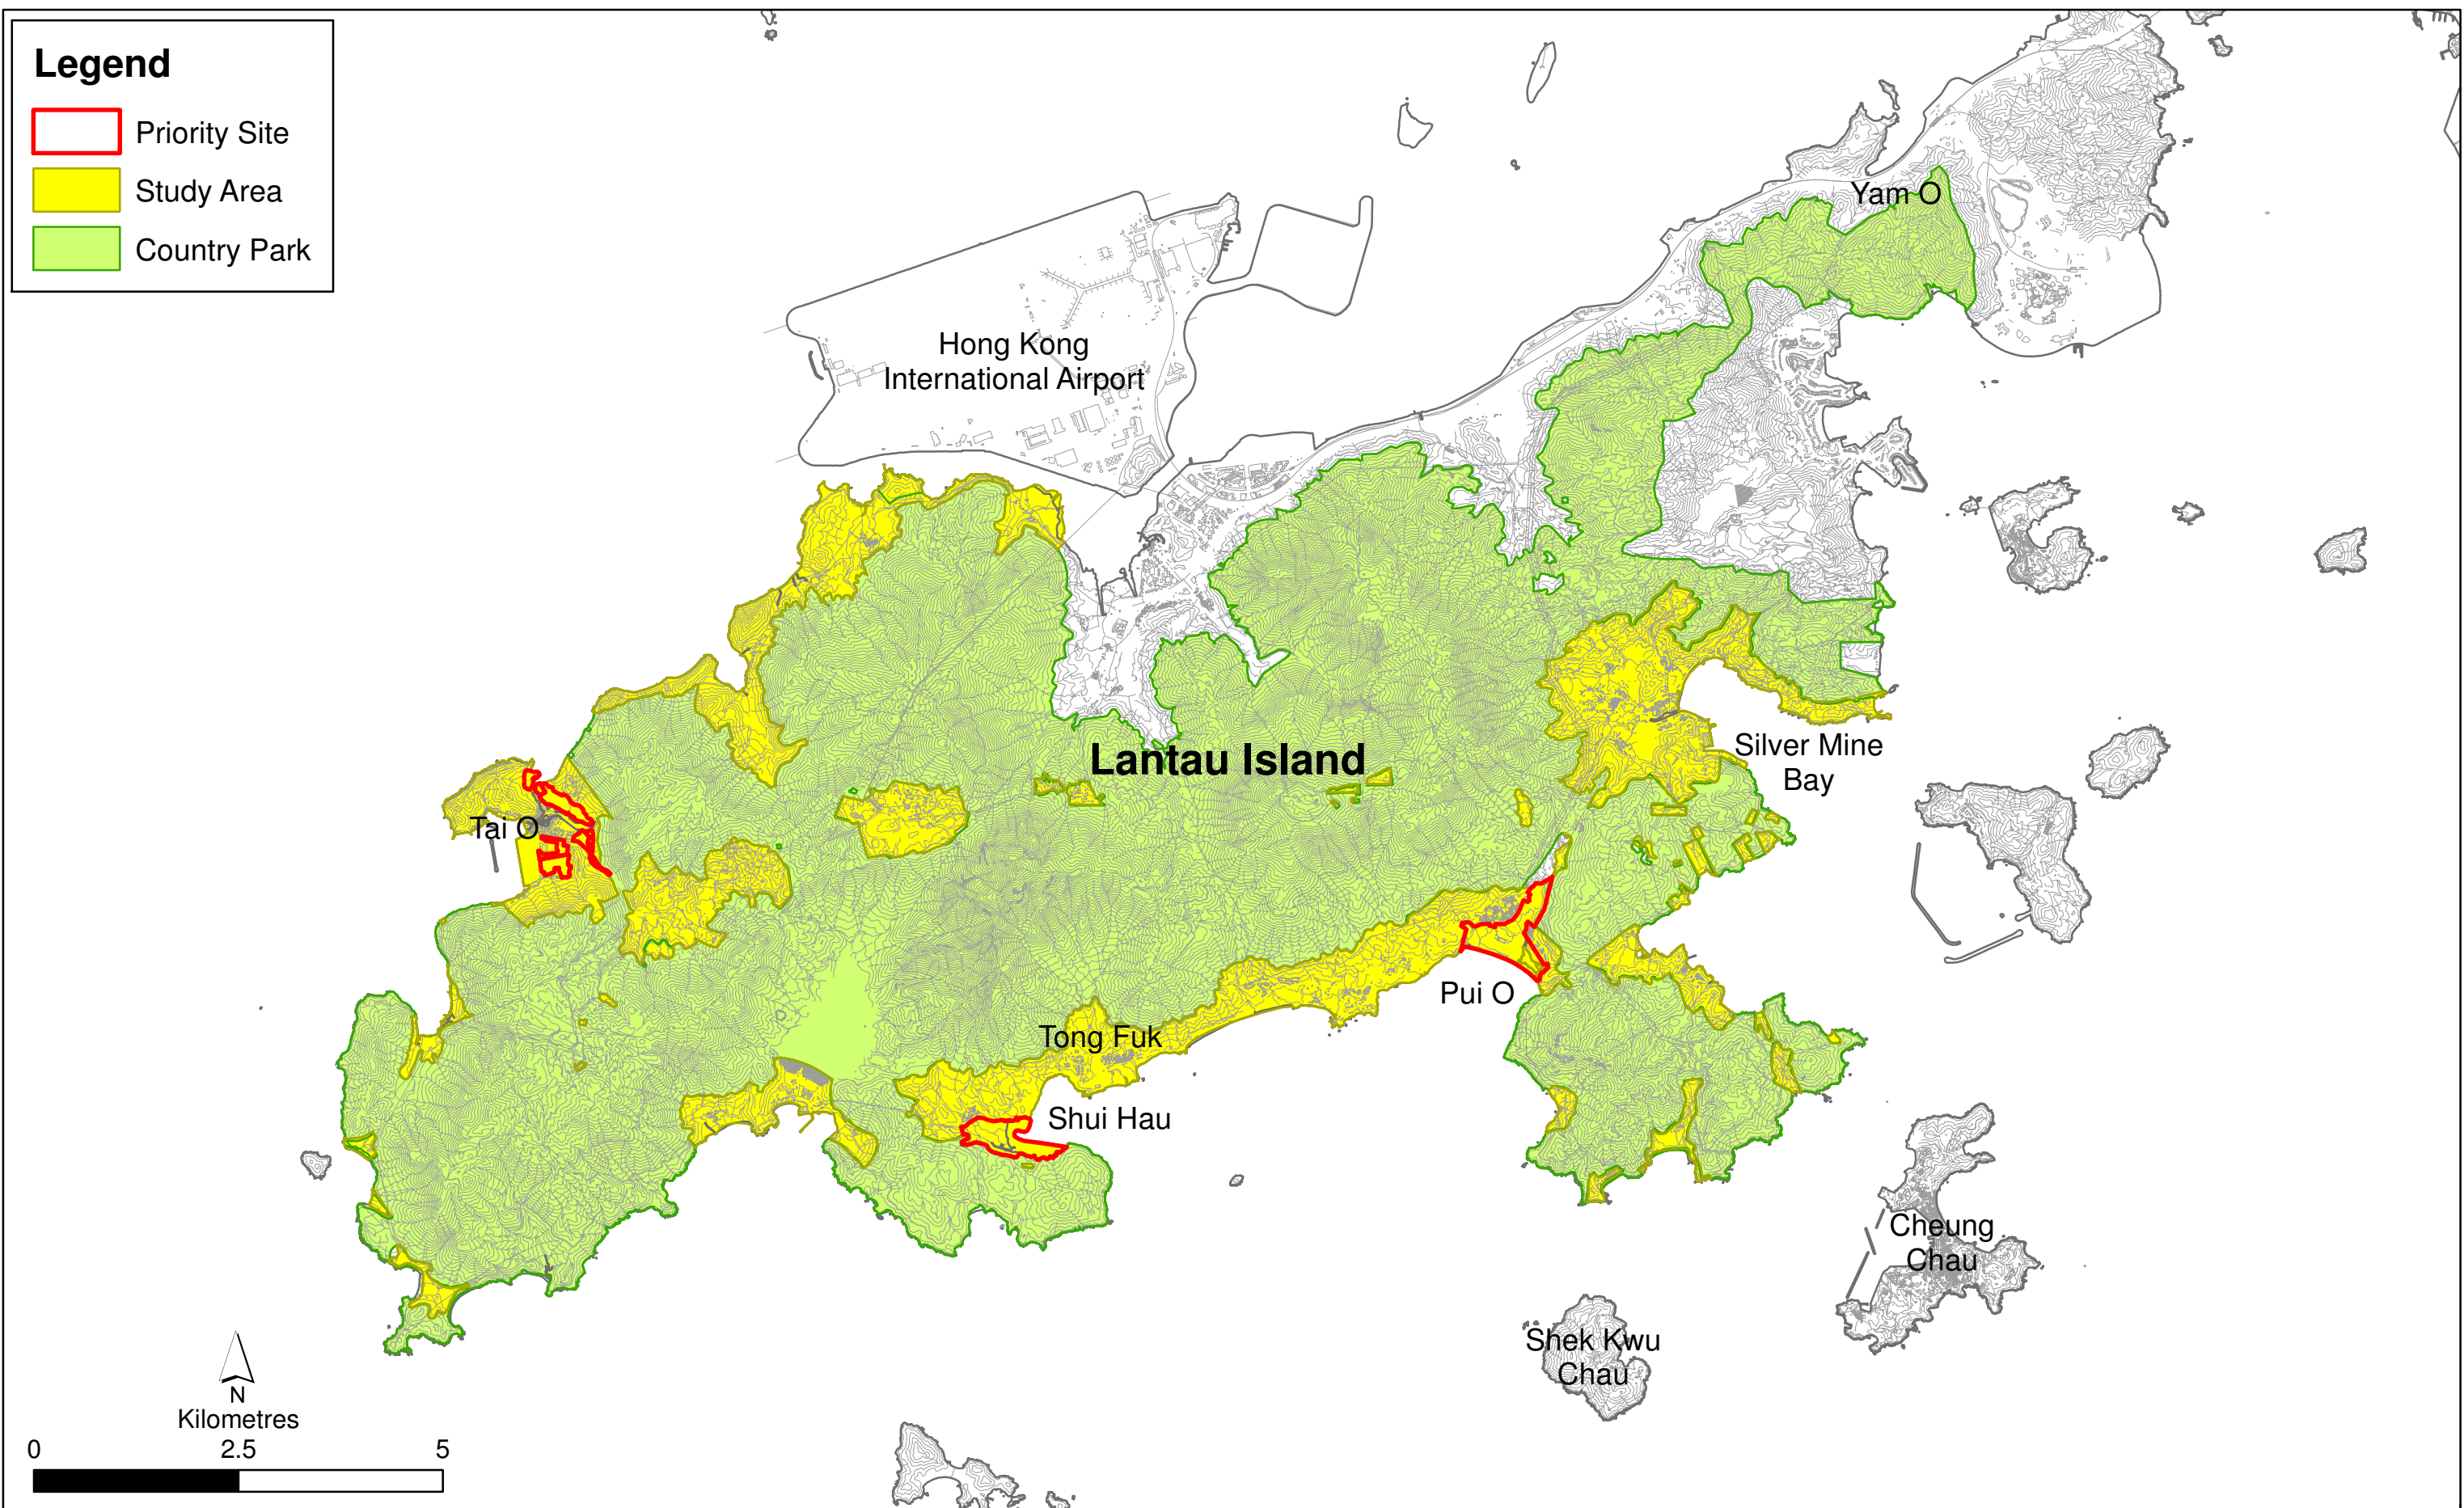 Legend
Priority Site
Study Area
Country Park
Yam O
Hong Kong
International Airport
Lantau Island
Silver Mine
Bay
Tai O
Pui O
Tong Fuk
Shui Hau
Cheung
Chau
Shek Kwu
Chau
N
Kilometres
0 2.5 5